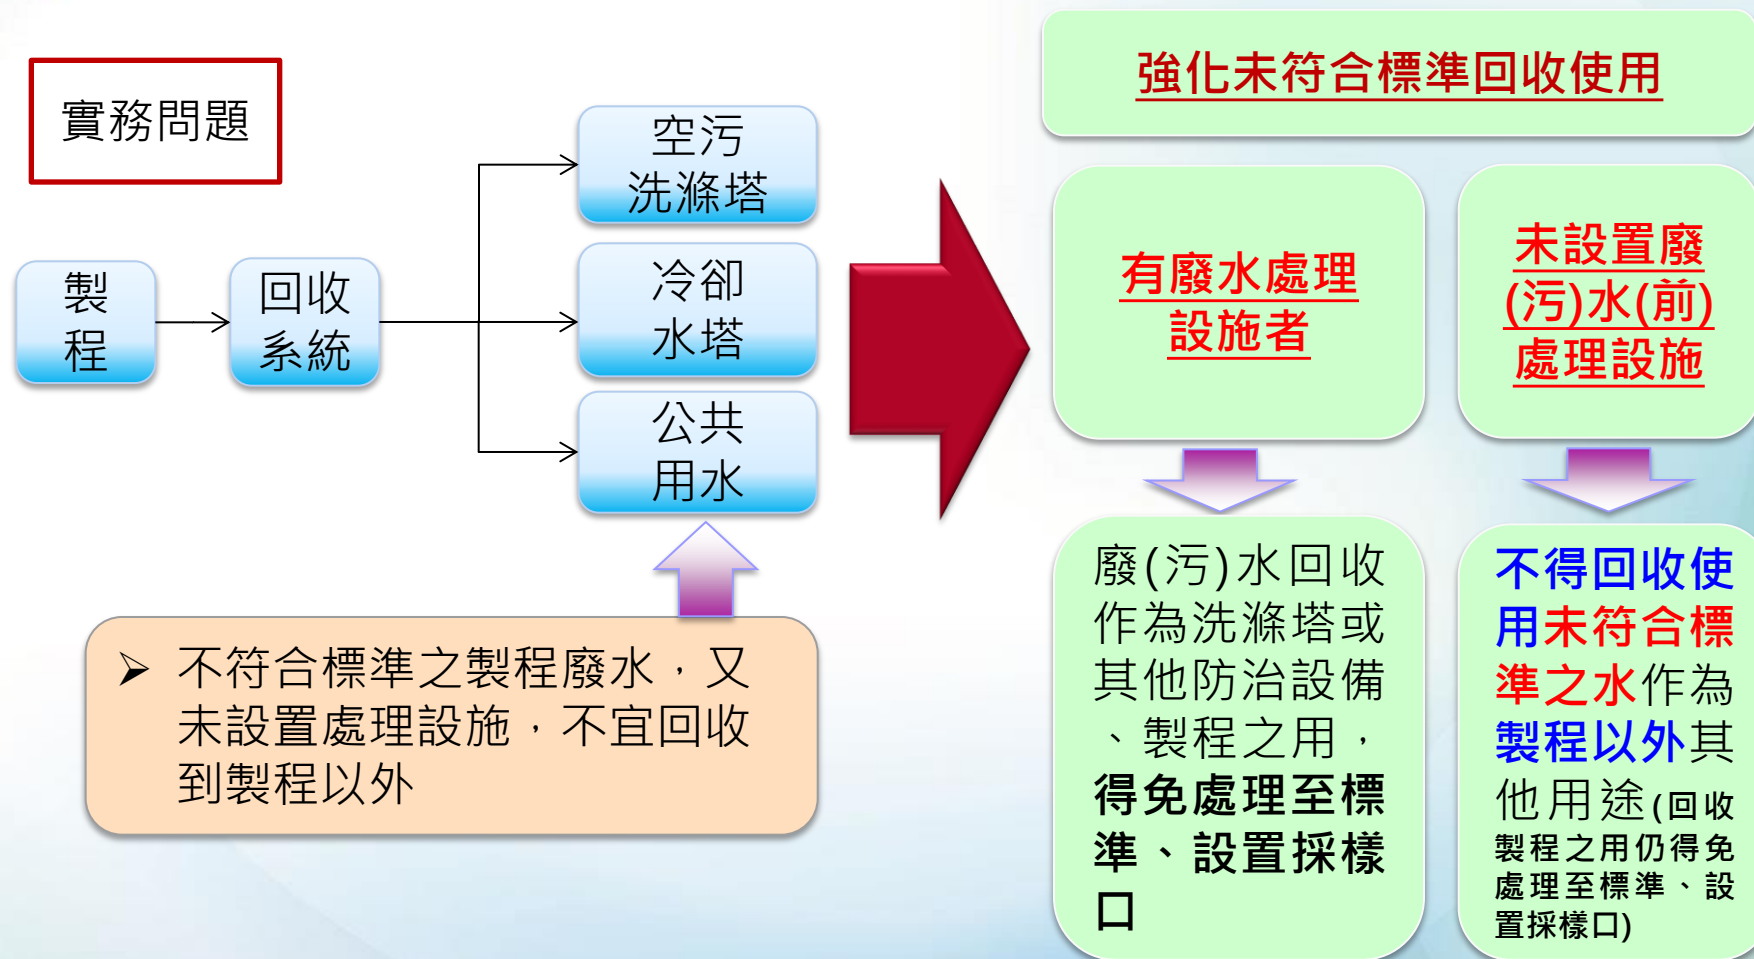 實務問題
製
程
回收
系統
空污
洗滌塔
冷卻
水塔
公共
用水
➢ 不符合標準之製程廢水，又
未設置處理設施，不宜回收
到製程以外
強化未符合標準回收使用
有廢水處理
設施者
廢(污)水回收
作為洗滌塔或
其他防治設備
、製程之用，
得免處理至標
準、設置採樣
口
未設置廢
(污)水(前)
處理設施
不得回收使
用未符合標
準之水作為
製程以外其
他用途(回收
製程之用仍得免
處理至標準、設
置採樣口)